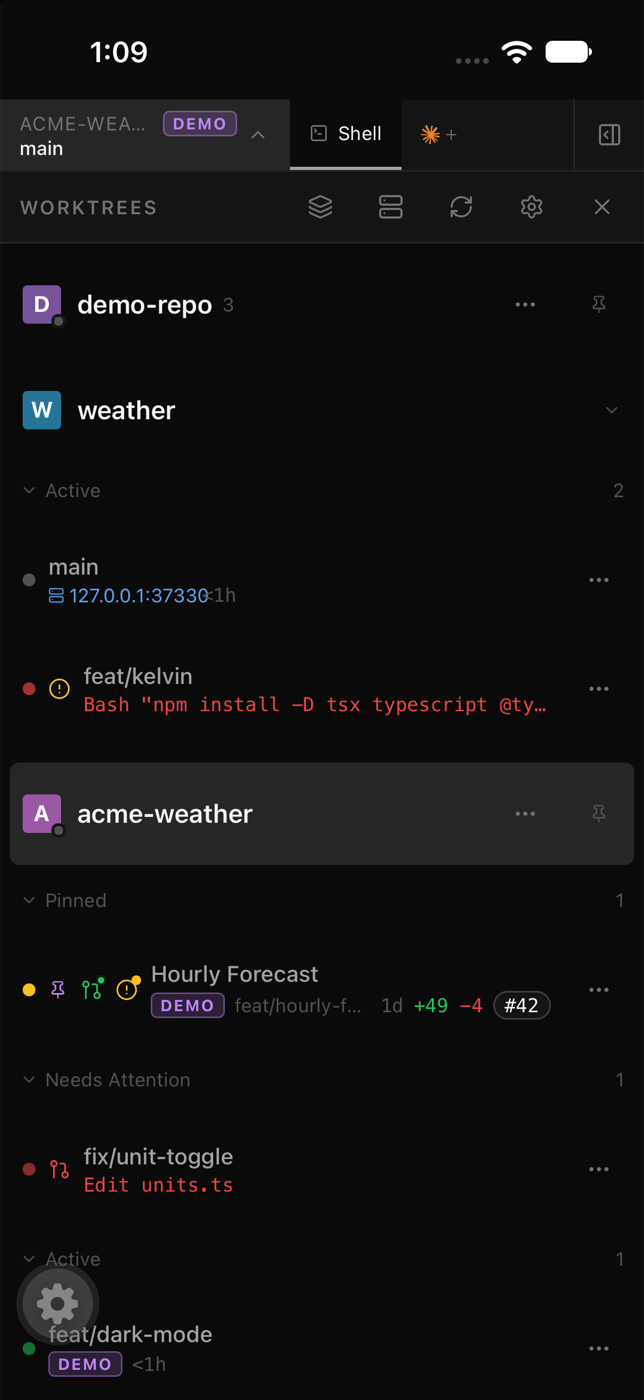 1:09
ACME-WEA... DEMO
main
Shell
+
WORKTREES
D demo-repo 3
W weather
Active 2
main
127.0.0.1:37330 <1h
feat/kelvin
Bash "npm install -D tsx typescript @ty…
A acme-weather
Pinned 1
Hourly Forecast
DEMO feat/hourly-f... 1d +49 −4 #42
Needs Attention 1
fix/unit-toggle
Edit units.ts
Active 1
feat/dark-mode
DEMO <1h